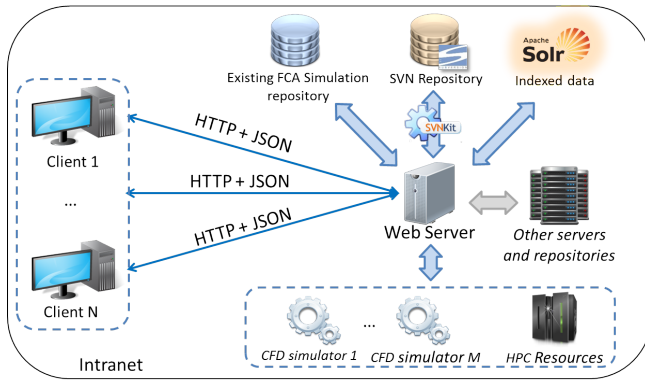 Apache
Solr
Existing FCA Simulation
repository
SVN Repository
Indexed data
SVNKit
HTTP + JSON
Client 1
HTTP + JSON
...
HTTP + JSON
Web Server
Other servers
and repositories
Client N
...
CFD simulator 1
CFD simulator M
HPC Resources
Intranet